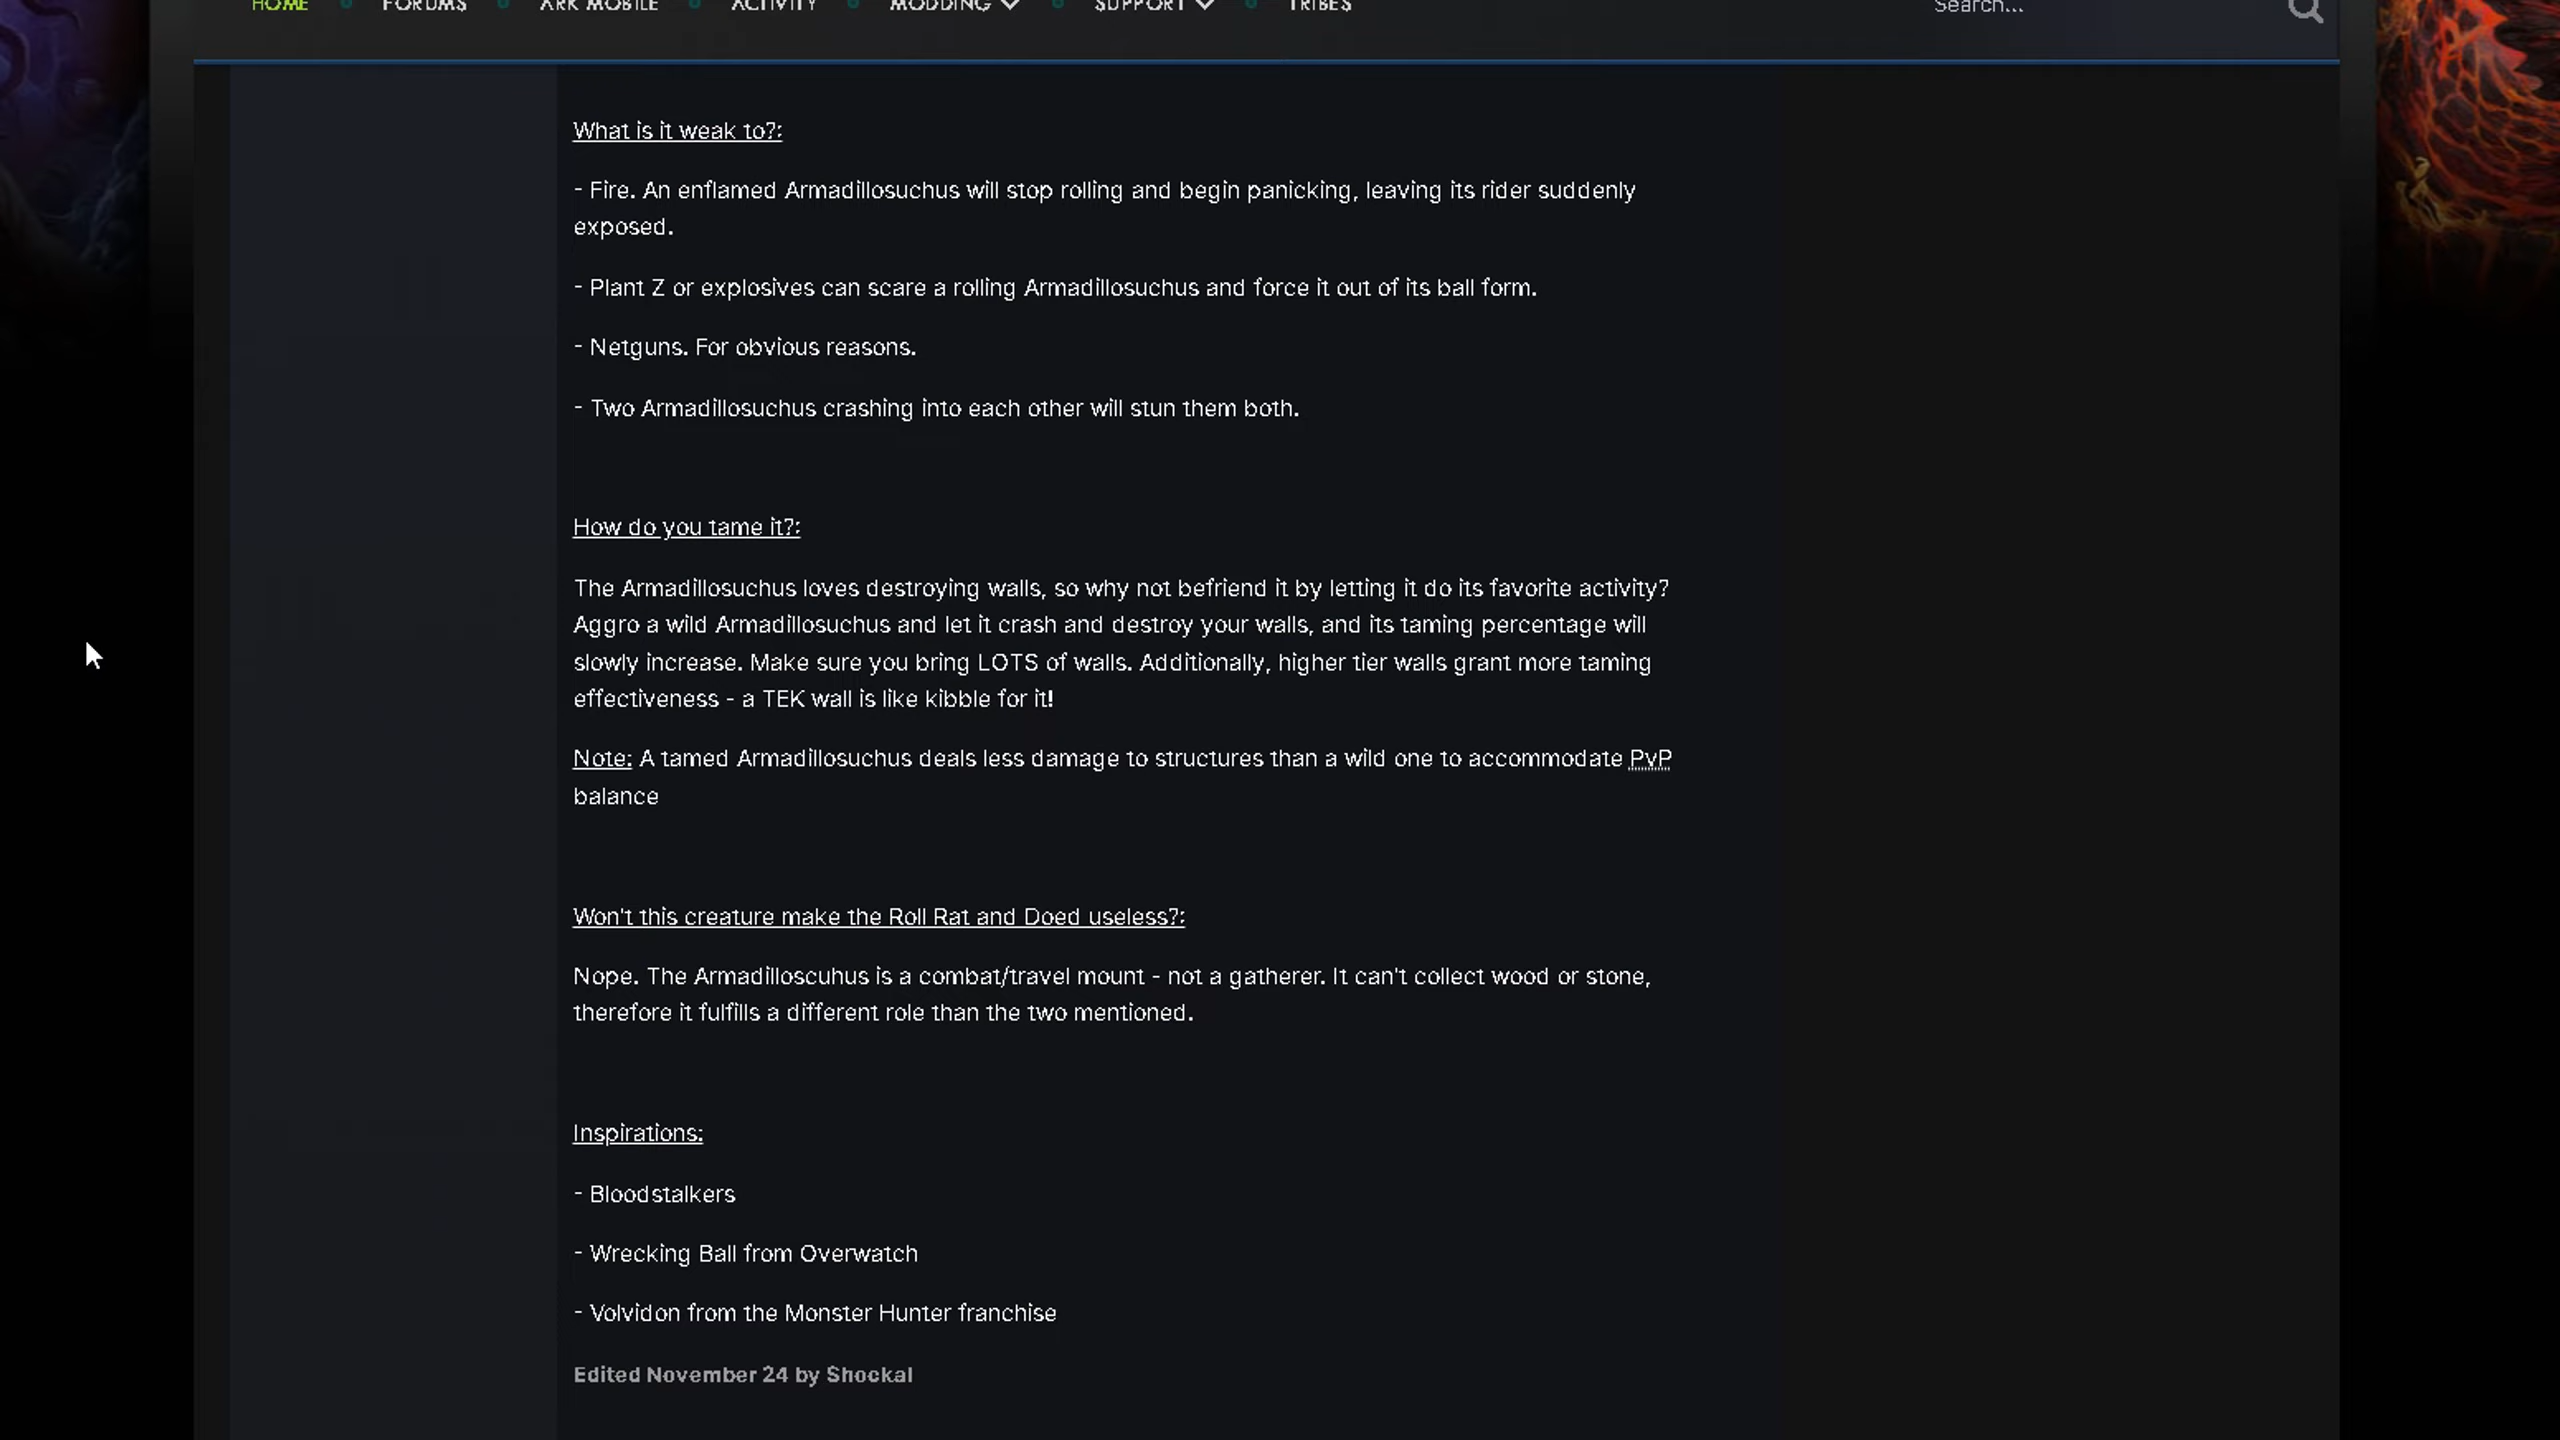 HOME FORUMS ARK MOBILE ACTIVITY MODDING SUPPORT TRIBES Search...
What is it weak to?:
- Fire. An enflamed Armadillosuchus will stop rolling and begin panicking, leaving its rider suddenly
exposed.
- Plant Z or explosives can scare a rolling Armadillosuchus and force it out of its ball form.
- Netguns. For obvious reasons.
- Two Armadillosuchus crashing into each other will stun them both.
How do you tame it?:
The Armadillosuchus loves destroying walls, so why not befriend it by letting it do its favorite activity?
Aggro a wild Armadillosuchus and let it crash and destroy your walls, and its taming percentage will
slowly increase. Make sure you bring LOTS of walls. Additionally, higher tier walls grant more taming
effectiveness - a TEK wall is like kibble for it!
Note: A tamed Armadillosuchus deals less damage to structures than a wild one to accommodate PvP
balance
Won't this creature make the Roll Rat and Doed useless?:
Nope. The Armadilloscuhus is a combat/travel mount - not a gatherer. It can't collect wood or stone,
therefore it fulfills a different role than the two mentioned.
Inspirations:
- Bloodstalkers
- Wrecking Ball from Overwatch
- Volvidon from the Monster Hunter franchise
Edited November 24 by Shockal